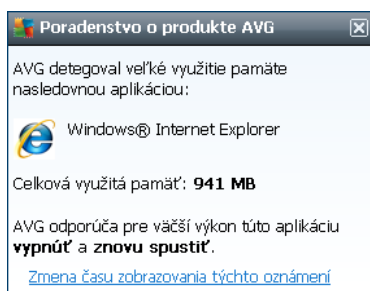 Poradenstvo o produkte AVG
AVG detegoval veľké využitie pamäte
nasledovnou aplikáciou:
Windows® Internet Explorer
Celková využitá pamäť: 941 MB
AVG odporúča pre väčší výkon túto aplikáciu
vypnúť a znovu spustiť.
Zmena času zobrazovania týchto oznámení